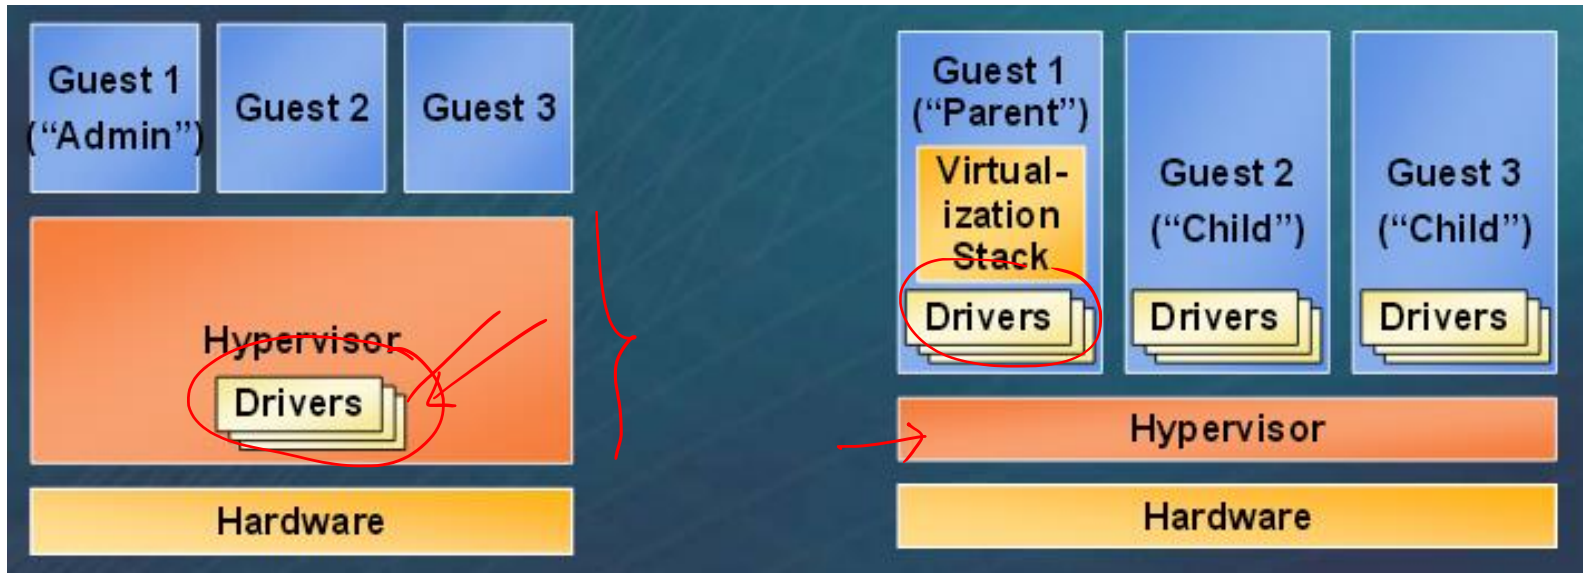 Guest 1
("Admin")
Guest 2
Guest 3
Hypervisor
Drivers
Hardware
Guest 1
("Parent")
Virtual-
ization
Stack
Drivers
Guest 2
("Child")
Drivers
Guest 3
("Child")
Drivers
Hypervisor
Hardware